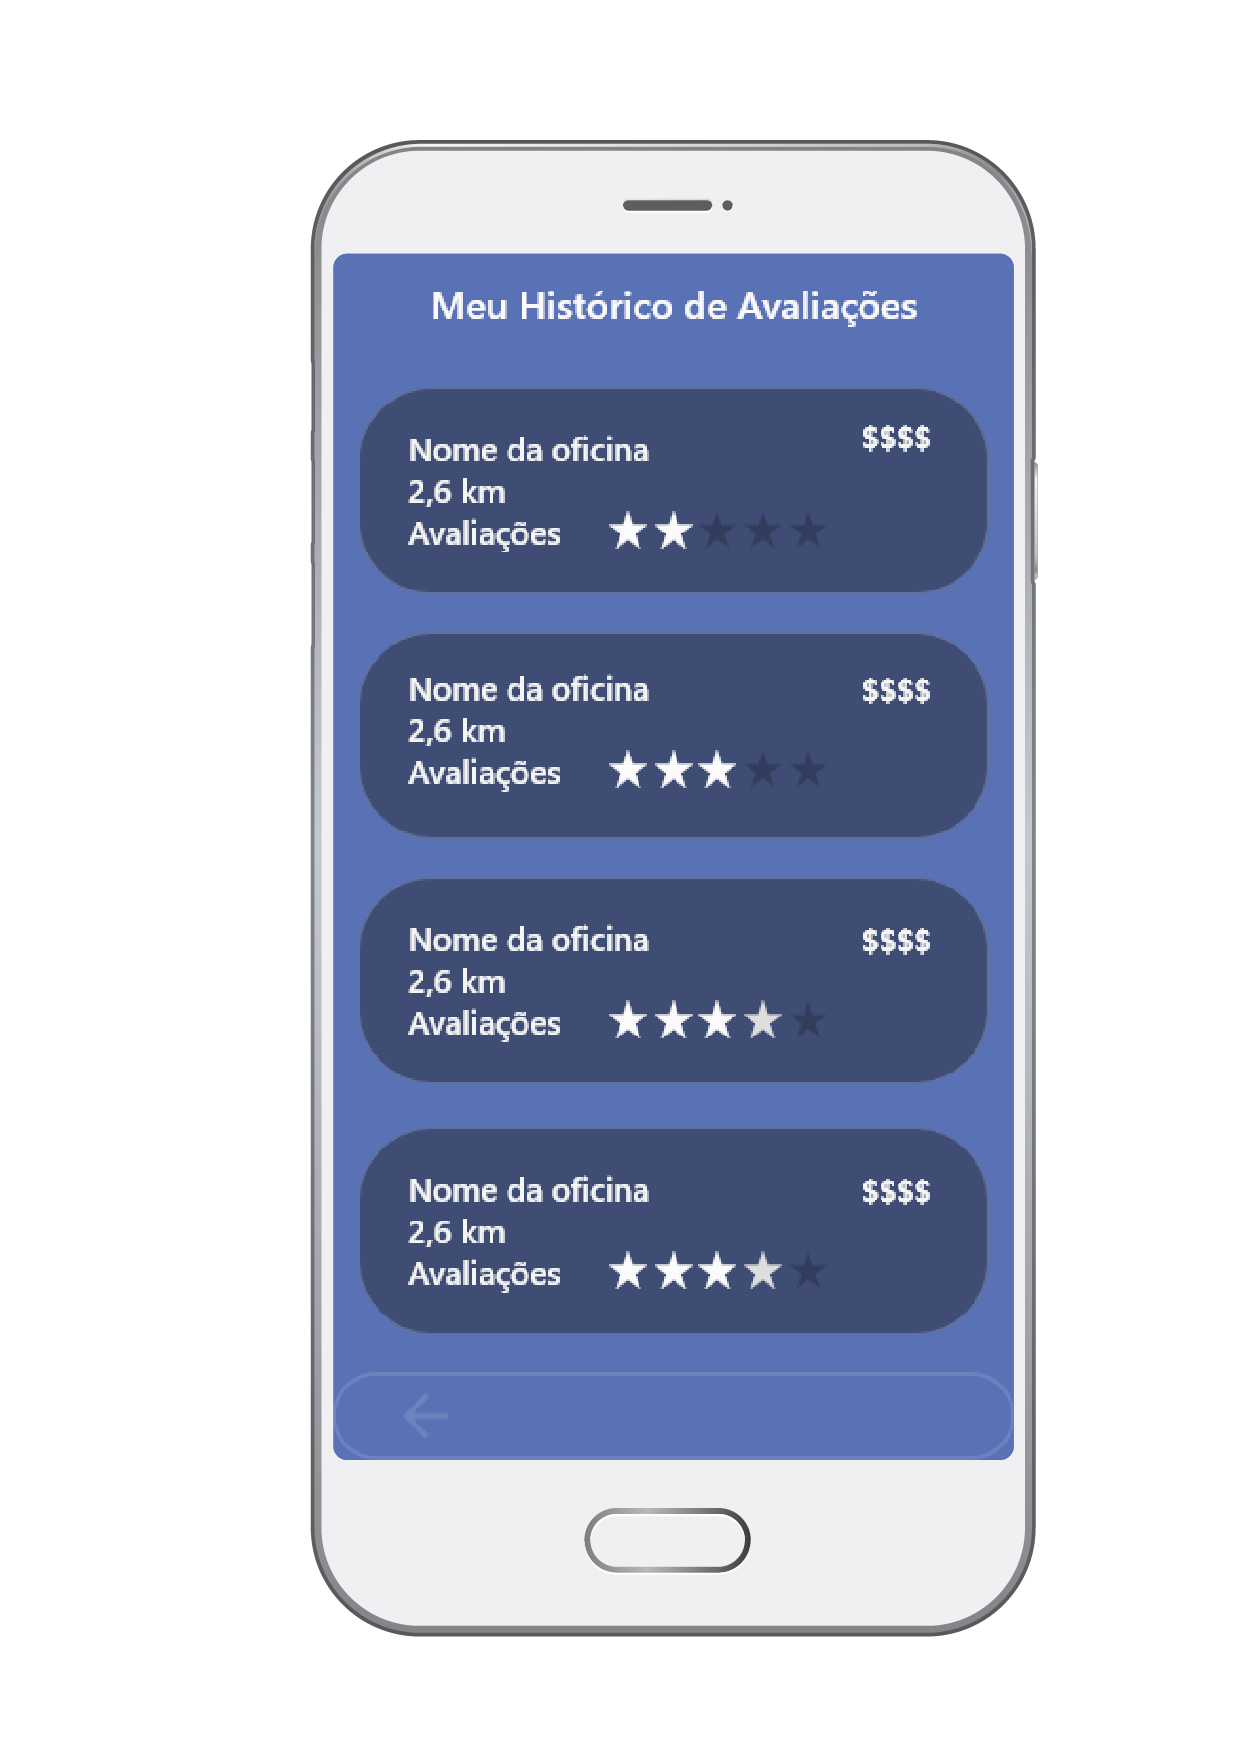 Meu Histórico de Avaliações
Nome da oficina
$$$$
2,6 km
Avaliações
Nome da oficina
$$$$
2,6 km
Avaliações
Nome da oficina
$$$$
2,6 km
Avaliações
Nome da oficina
$$$$
2,6 km
Avaliações